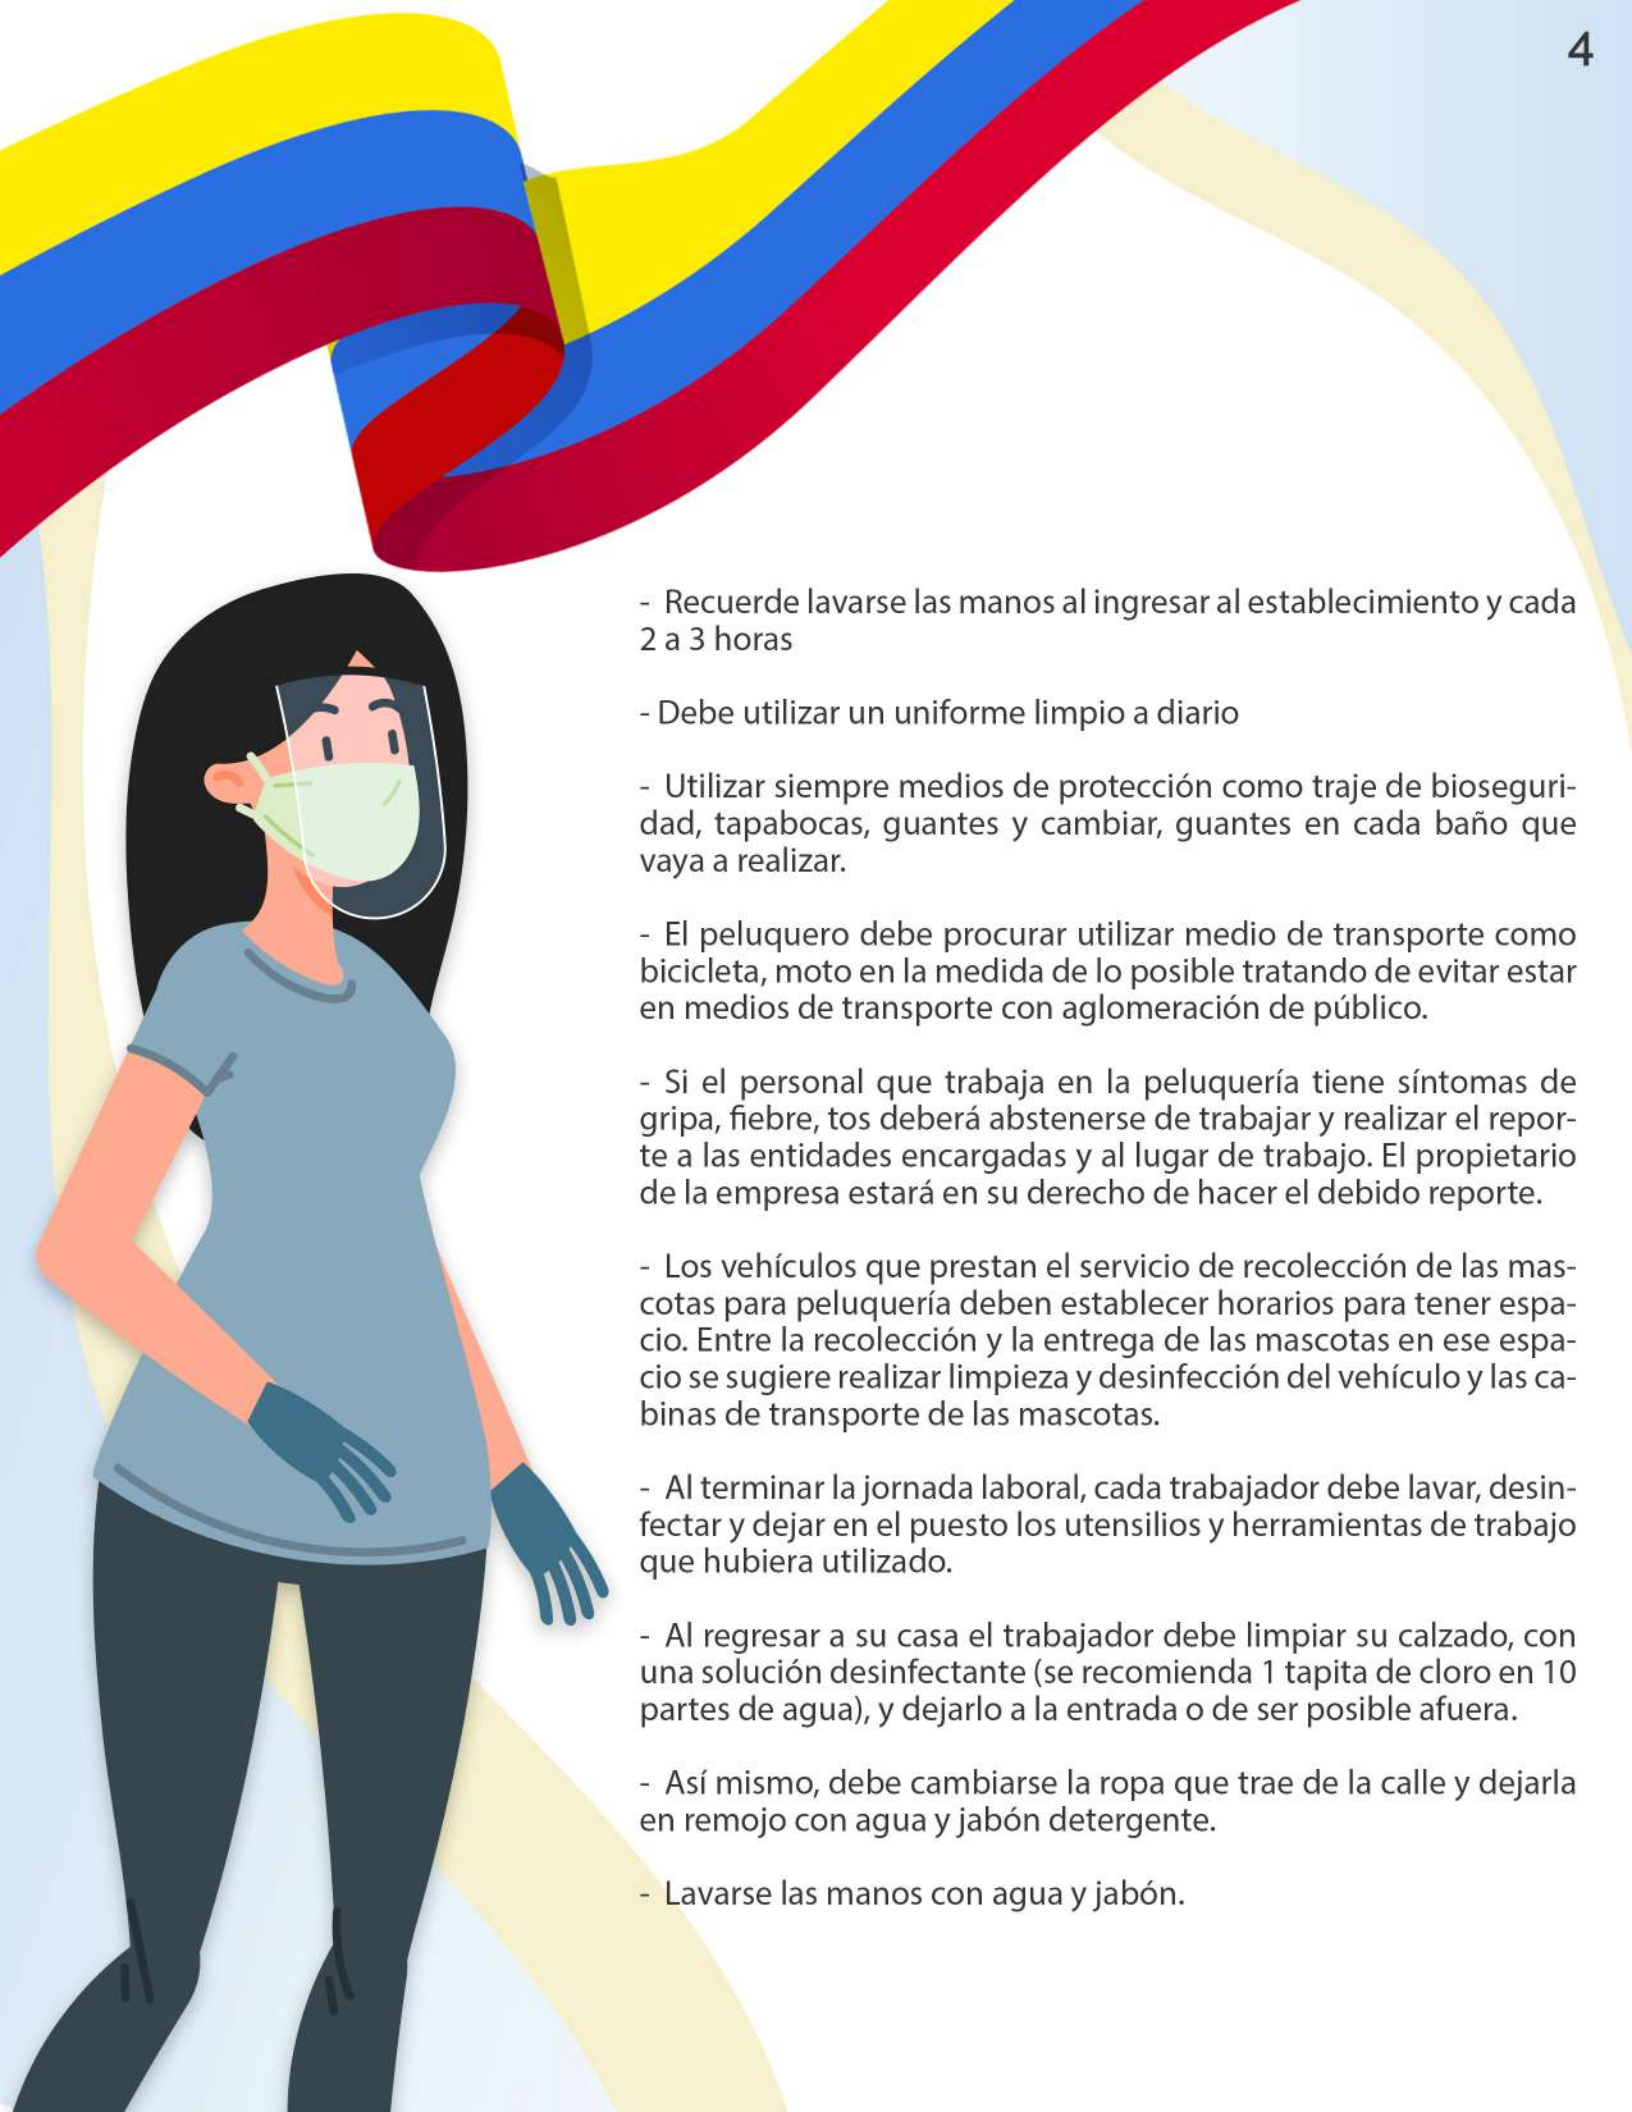 4
- Recuerde lavarse las manos al ingresar al establecimiento y cada
2 a 3 horas
- Debe utilizar un uniforme limpio a diario
- Utilizar siempre medios de protección como traje de bioseguri-
dad, tapabocas, guantes y cambiar, guantes en cada baño que
vaya a realizar.
- El peluquero debe procurar utilizar medio de transporte como
bicicleta, moto en la medida de lo posible tratando de evitar estar
en medios de transporte con aglomeración de público.
- Si el personal que trabaja en la peluquería tiene síntomas de
gripa, fiebre, tos deberá abstenerse de trabajar y realizar el repor-
te a las entidades encargadas y al lugar de trabajo. El propietario
de la empresa estará en su derecho de hacer el debido reporte.
- Los vehículos que prestan el servicio de recolección de las mas-
cotas para peluquería deben establecer horarios para tener espa-
cio. Entre la recolección y la entrega de las mascotas en ese espa-
cio se sugiere realizar limpieza y desinfección del vehículo y las ca-
binas de transporte de las mascotas.
- Al terminar la jornada laboral, cada trabajador debe lavar, desin-
fectar y dejar en el puesto los utensilios y herramientas de trabajo
que hubiera utilizado.
- Al regresar a su casa el trabajador debe limpiar su calzado, con
una solución desinfectante (se recomienda 1 tapita de cloro en 10
partes de agua), y dejarlo a la entrada o de ser posible afuera.
- Así mismo, debe cambiarse la ropa que trae de la calle y dejarla
en remojo con agua y jabón detergente.
- Lavarse las manos con agua y jabón.